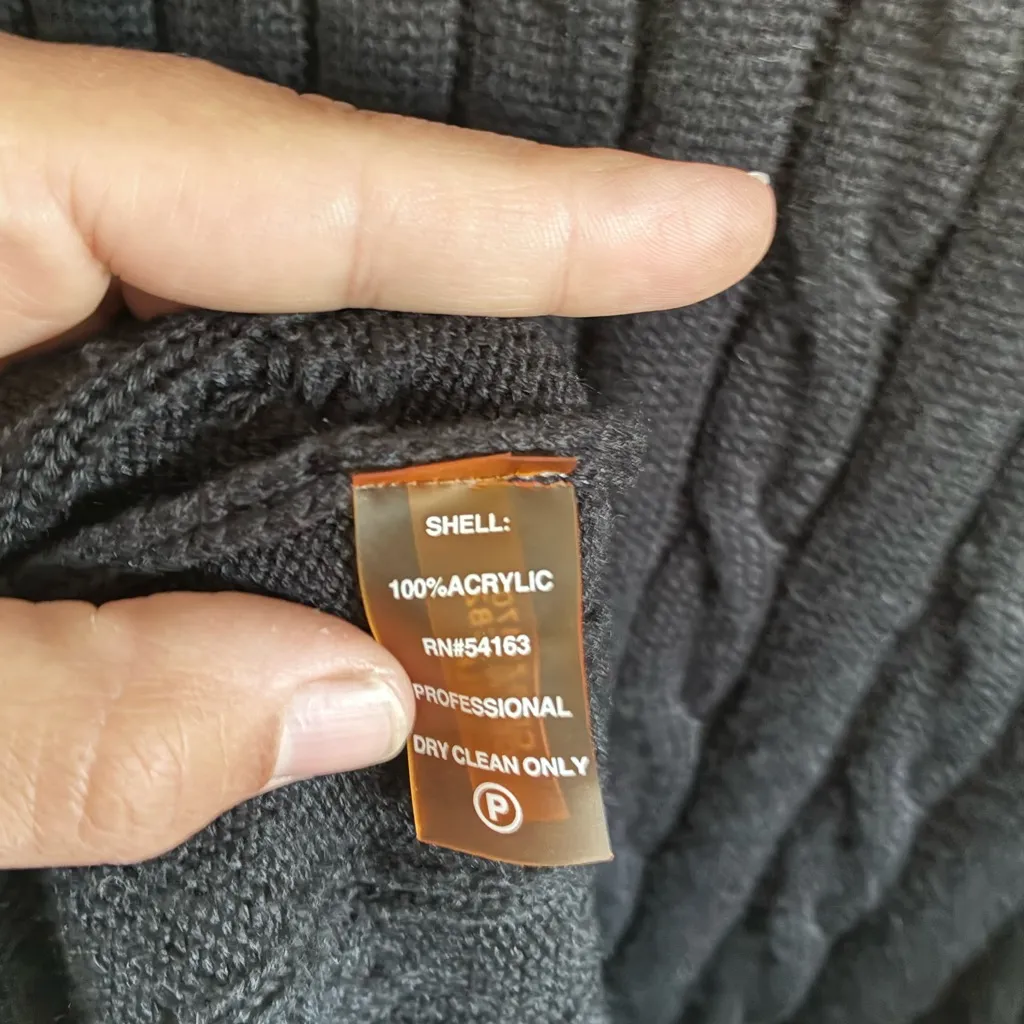 SHELL:
100%ACRYLIC
RN#54163
PROFESSIONAL
DRY CLEAN ONLY
P